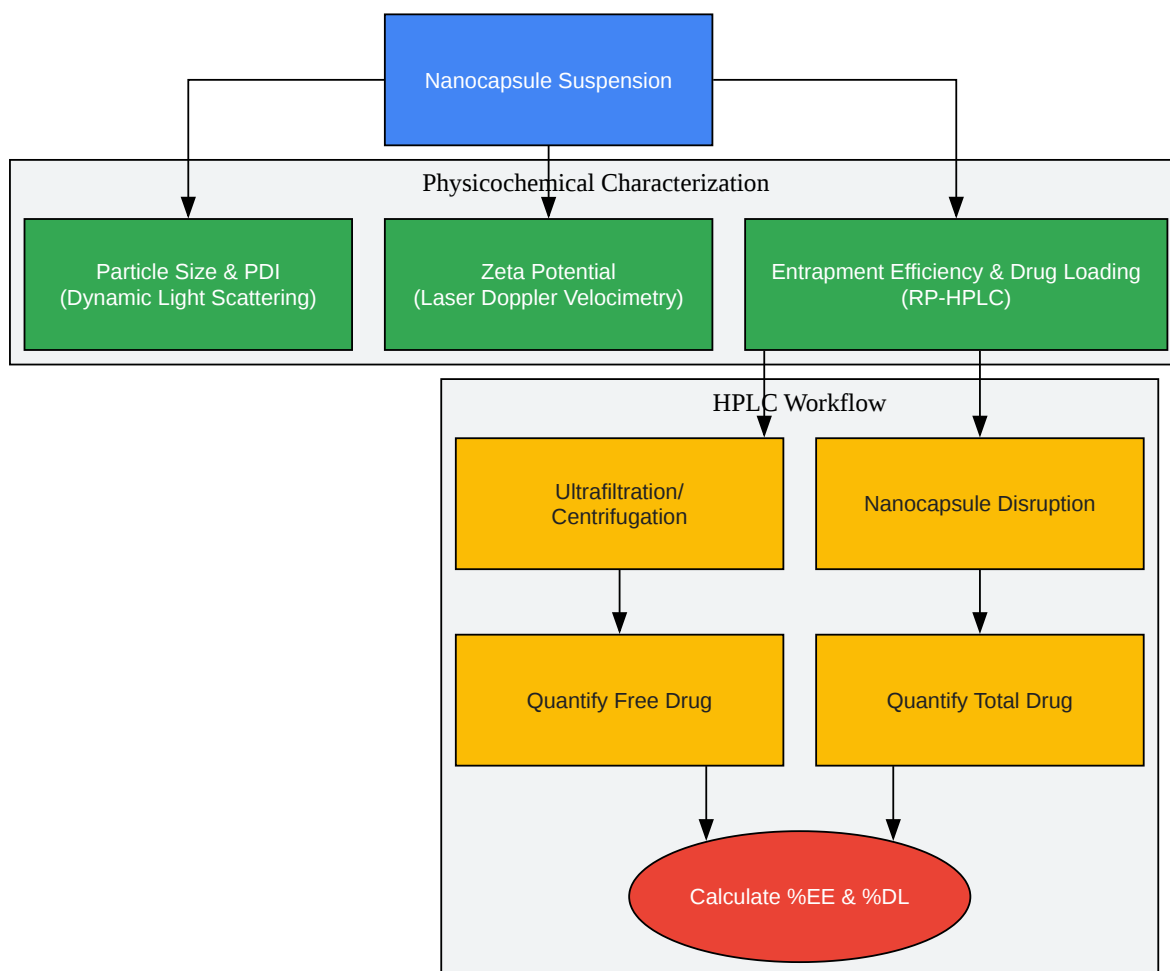 Nanocapsule Suspension
Physicochemical Characterization
Particle Size & PDI
(Dynamic Light Scattering)
Zeta Potential
(Laser Doppler Velocimetry)
Entrapment Efficiency & Drug Loading
(RP-HPLC)
HPLC Workflow
Ultrafiltration/
Centrifugation
Nanocapsule Disruption
Quantify Free Drug
Quantify Total Drug
Calculate %EE & %DL